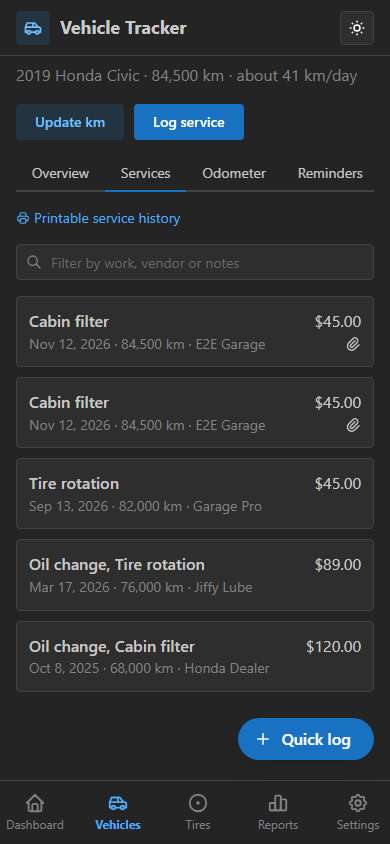 Vehicle Tracker
2019 Honda Civic · 84,500 km · about 41 km/day
Update km
Log service
Overview
Services
Odometer
Reminders
Printable service history
Filter by work, vendor or notes
Cabin filter
$45.00
Nov 12, 2026 · 84,500 km · E2E Garage
Cabin filter
$45.00
Nov 12, 2026 · 84,500 km · E2E Garage
Tire rotation
$45.00
Sep 13, 2026 · 82,000 km · Garage Pro
Oil change, Tire rotation
$89.00
Mar 17, 2026 · 76,000 km · Jiffy Lube
Oil change, Cabin filter
$120.00
Oct 8, 2025 · 68,000 km · Honda Dealer
+ Quick log
Dashboard
Vehicles
Tires
Reports
Settings